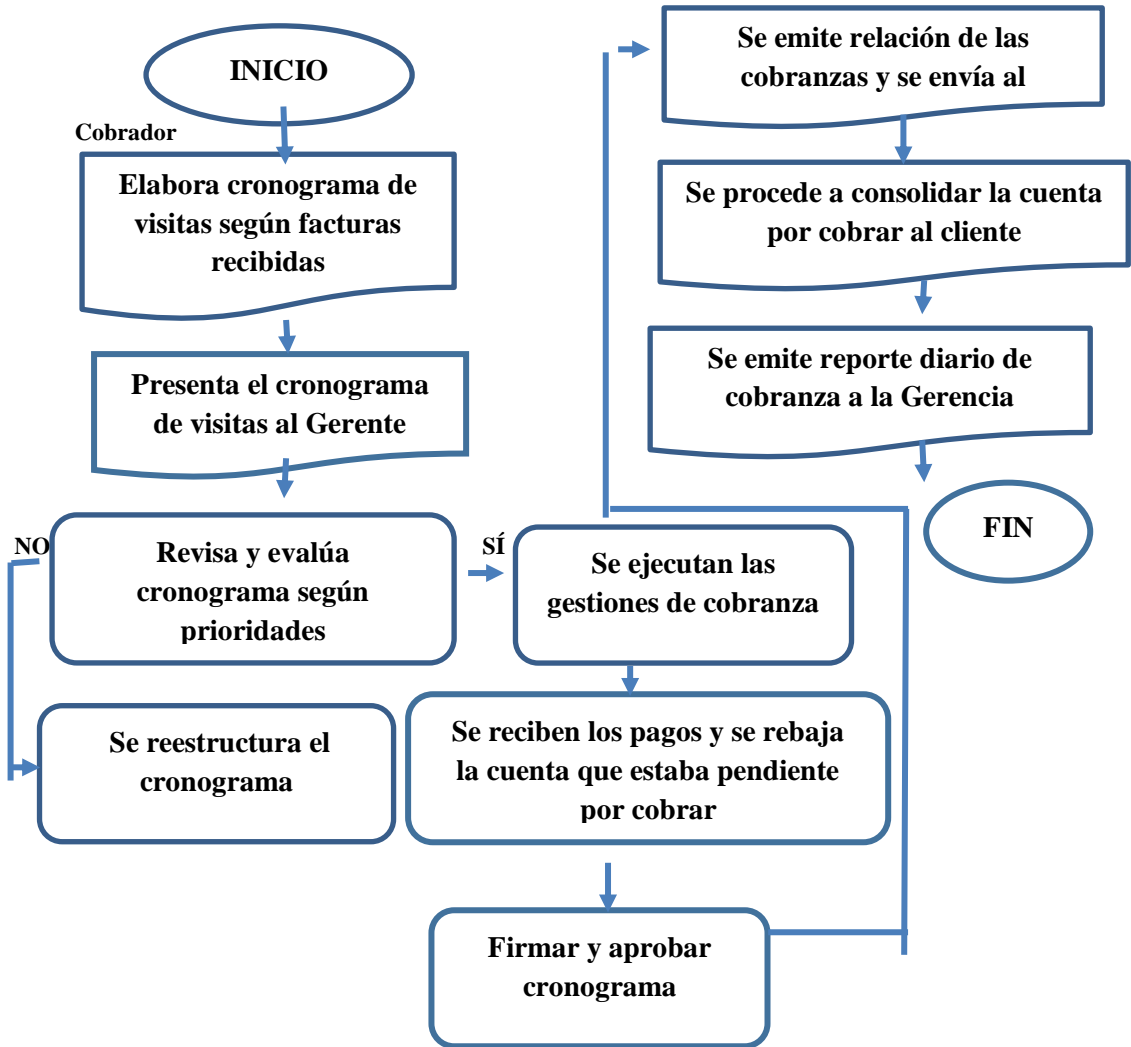 INICIO
Cobrador
Elabora cronograma de
visitas según facturas
recibidas
Presenta el cronograma
de visitas al Gerente
NO
Revisa y evalúa
cronograma según
prioridades
SÍ
Se reestructura el
cronograma
Se ejecutan las
gestiones de cobranza
Se reciben los pagos y se rebaja
la cuenta que estaba pendiente
por cobrar
Firmar y aprobar
cronograma
Se emite relación de las
cobranzas y se envía al
Se procede a consolidar la cuenta
por cobrar al cliente
Se emite reporte diario de
cobranza a la Gerencia
FIN